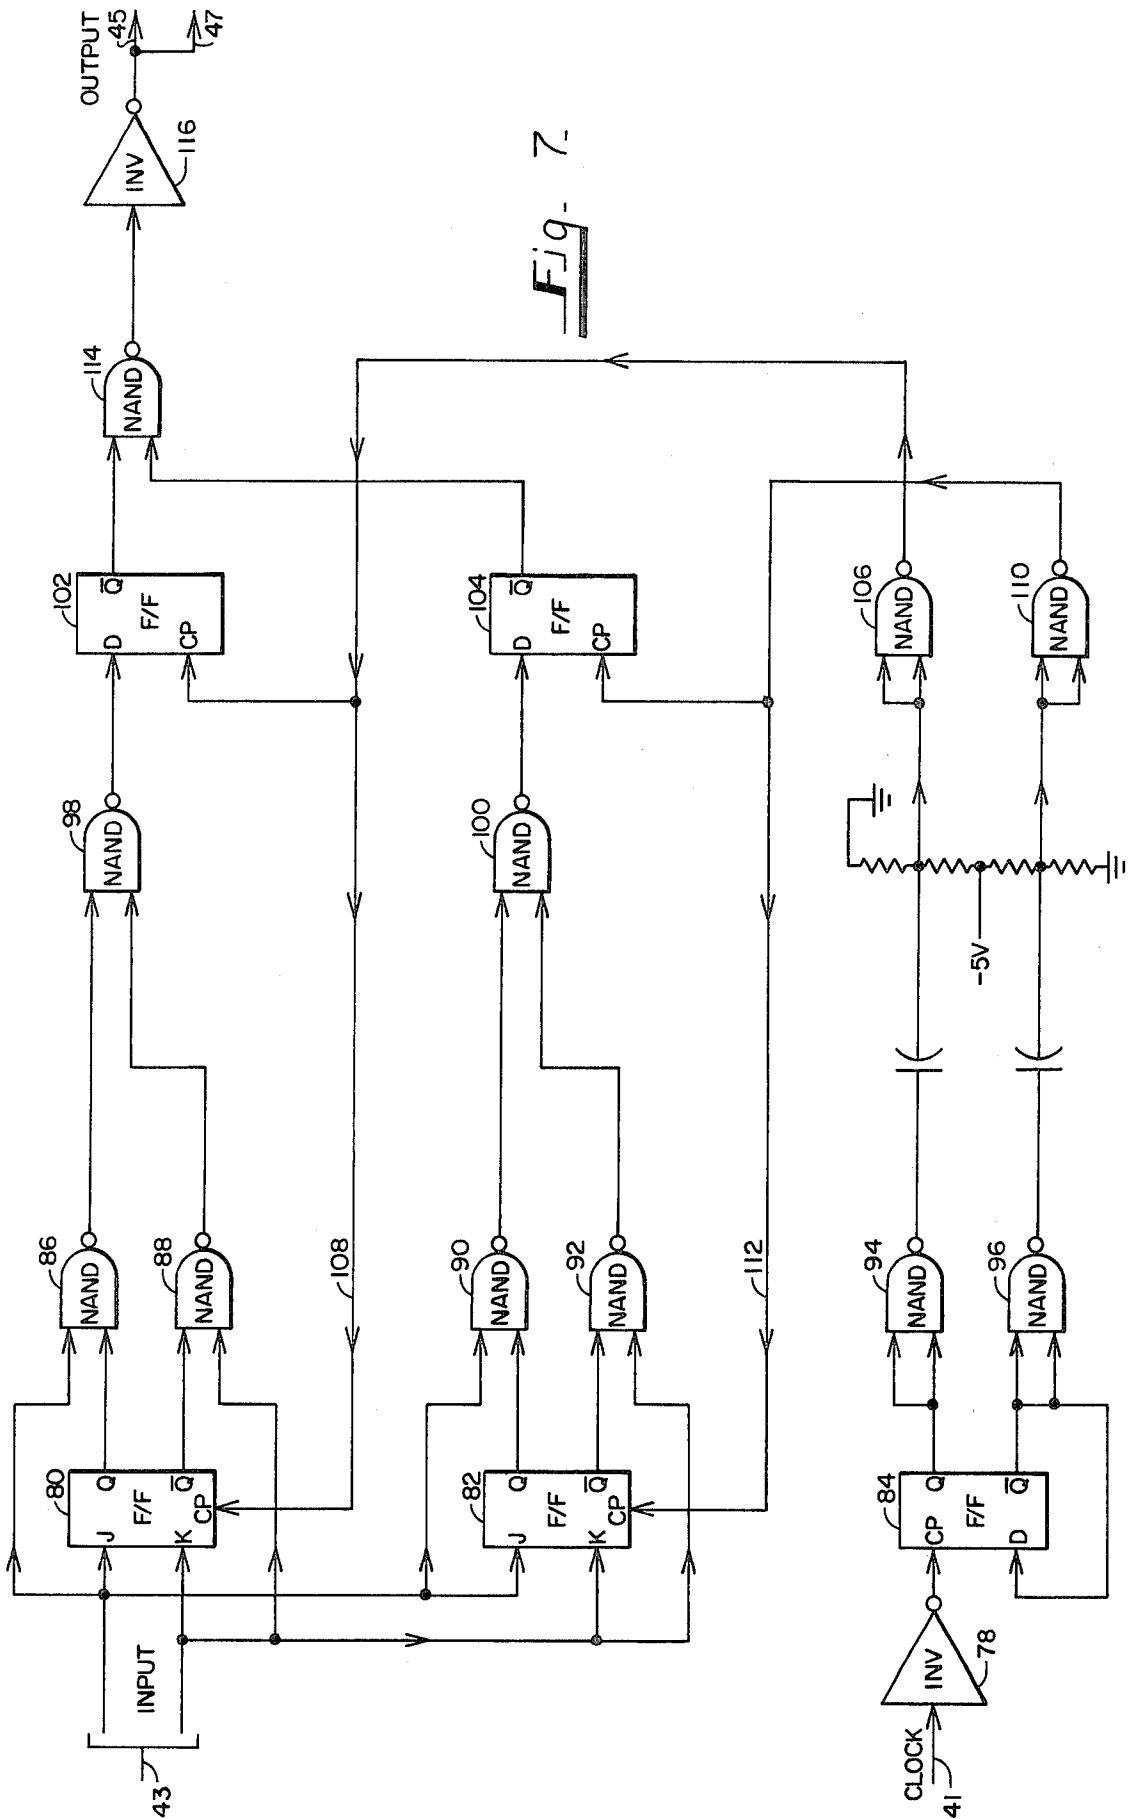 43
INPUT
80
J
Q
F/F
K
Q̅
CP
86
NAND
88
NAND
108
98
NAND
102
D
Q̅
F/F
CP
114
NAND
INV
116
OUTPUT
45
47
82
J
Q
F/F
K
Q̅
CP
90
NAND
92
NAND
112
100
NAND
104
D
Q̅
F/F
CP
CLOCK
41
INV
78
84
CP
Q
F/F
D
Q̅
94
NAND
96
NAND
-5V
106
NAND
110
NAND
Fig. 7.